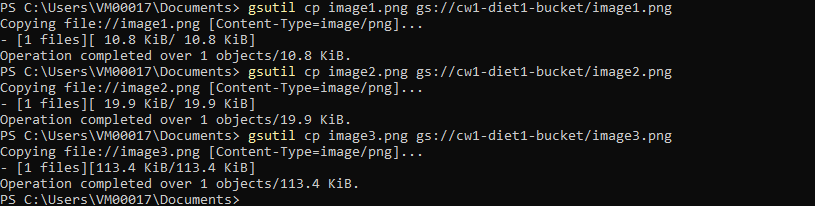 PS C:\Users\VM00017\Documents> gsutil cp image1.png gs://cw1-diet1-bucket/image1.png
Copying file://image1.png [Content-Type=image/png]...
- [1 files][ 10.8 KiB/ 10.8 KiB]
Operation completed over 1 objects/10.8 KiB.
PS C:\Users\VM00017\Documents> gsutil cp image2.png gs://cw1-diet1-bucket/image2.png
Copying file://image2.png [Content-Type=image/png]...
- [1 files][ 19.9 KiB/ 19.9 KiB]
Operation completed over 1 objects/19.9 KiB.
PS C:\Users\VM00017\Documents> gsutil cp image3.png gs://cw1-diet1-bucket/image3.png
Copying file://image3.png [Content-Type=image/png]...
- [1 files][113.4 KiB/113.4 KiB]
Operation completed over 1 objects/113.4 KiB.
PS C:\Users\VM00017\Documents>